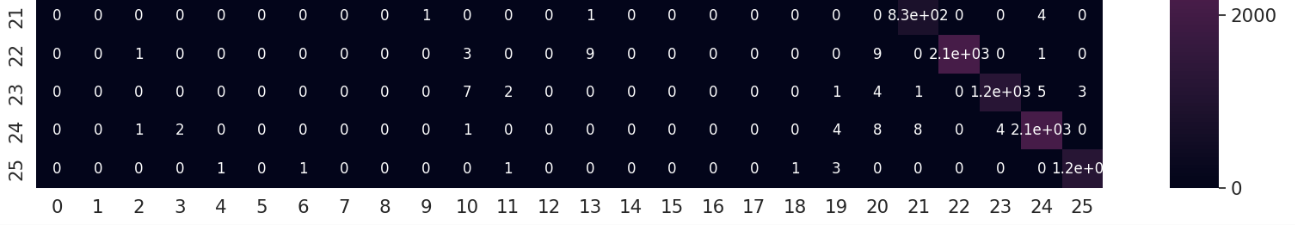 21 0 0 0 0 0 0 0 0 0 1 0 0 0 1 0 0 0 0 0 0 0 8.3e+02 0 0 4 0 2000
22 0 0 1 0 0 0 0 0 0 0 3 0 0 9 0 0 0 0 0 0 9 0 2.1e+03 0 1 0
23 0 0 0 0 0 0 0 0 0 0 7 2 0 0 0 0 0 0 0 1 4 1 0 1.2e+03 5 3
24 0 0 1 2 0 0 0 0 0 0 1 0 0 0 0 0 0 0 0 4 8 8 0 4 2.1e+03 0
25 0 0 0 0 1 0 1 0 0 0 0 1 0 0 0 0 0 0 1 3 0 0 0 0 0 1.2e+0 0
0 1 2 3 4 5 6 7 8 9 10 11 12 13 14 15 16 17 18 19 20 21 22 23 24 25